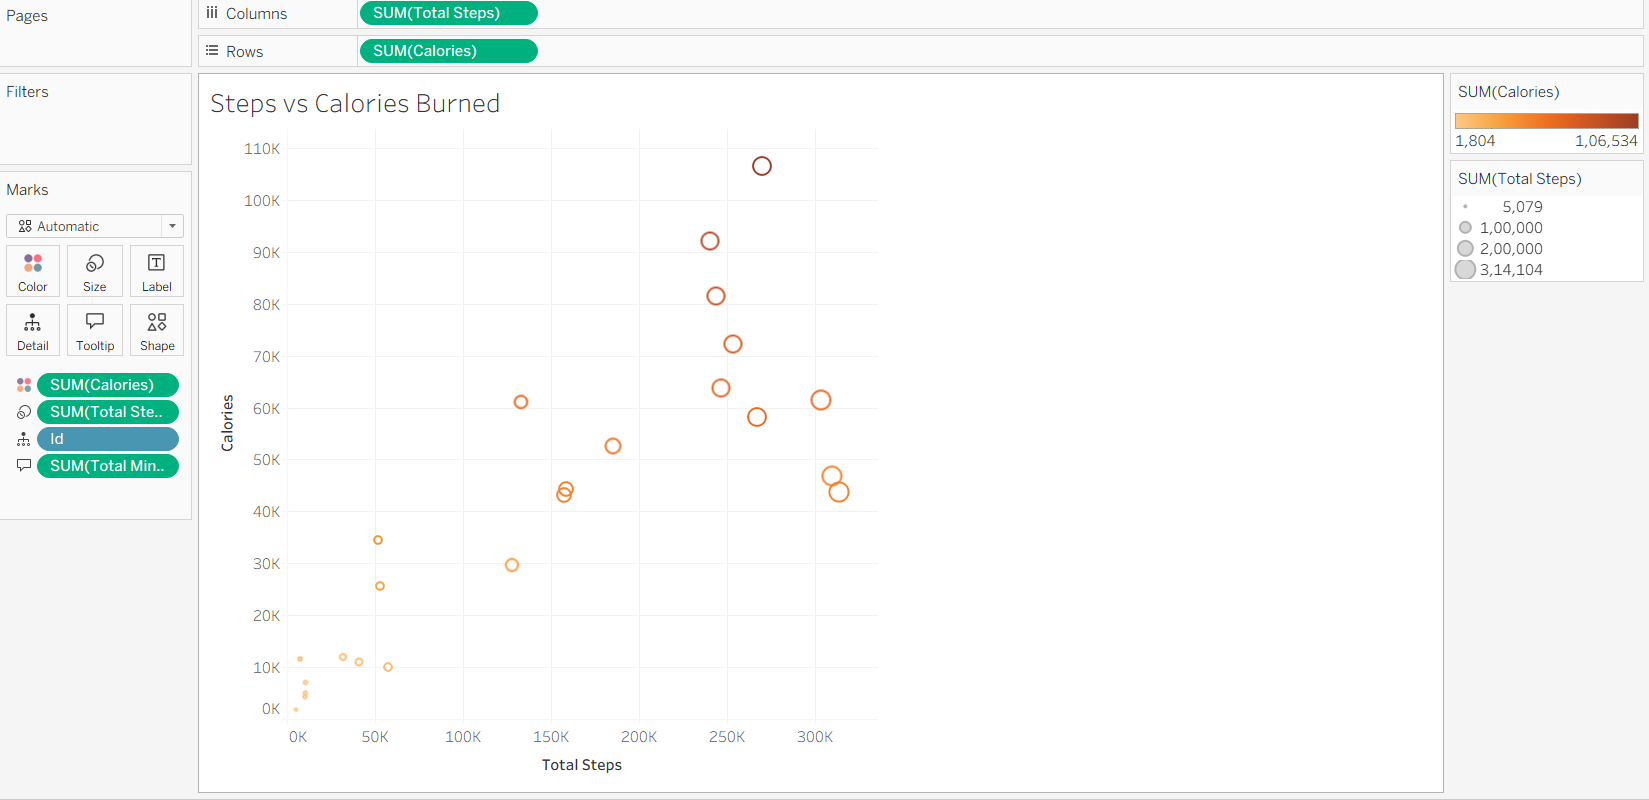 Pages
Columns
SUM(Total Steps)
Rows
SUM(Calories)
Filters
Marks
Automatic
Color
Size
Label
Detail
Tooltip
Shape
SUM(Calories)
SUM(Total Ste..
Id
SUM(Total Min..
Steps vs Calories Burned
110K
100K
90K
80K
70K
60K
50K
40K
30K
20K
10K
0K
Calories
0K 50K 100K 150K 200K 250K 300K
Total Steps
SUM(Calories)
1,804 1,06,534
SUM(Total Steps)
5,079
1,00,000
2,00,000
3,14,104